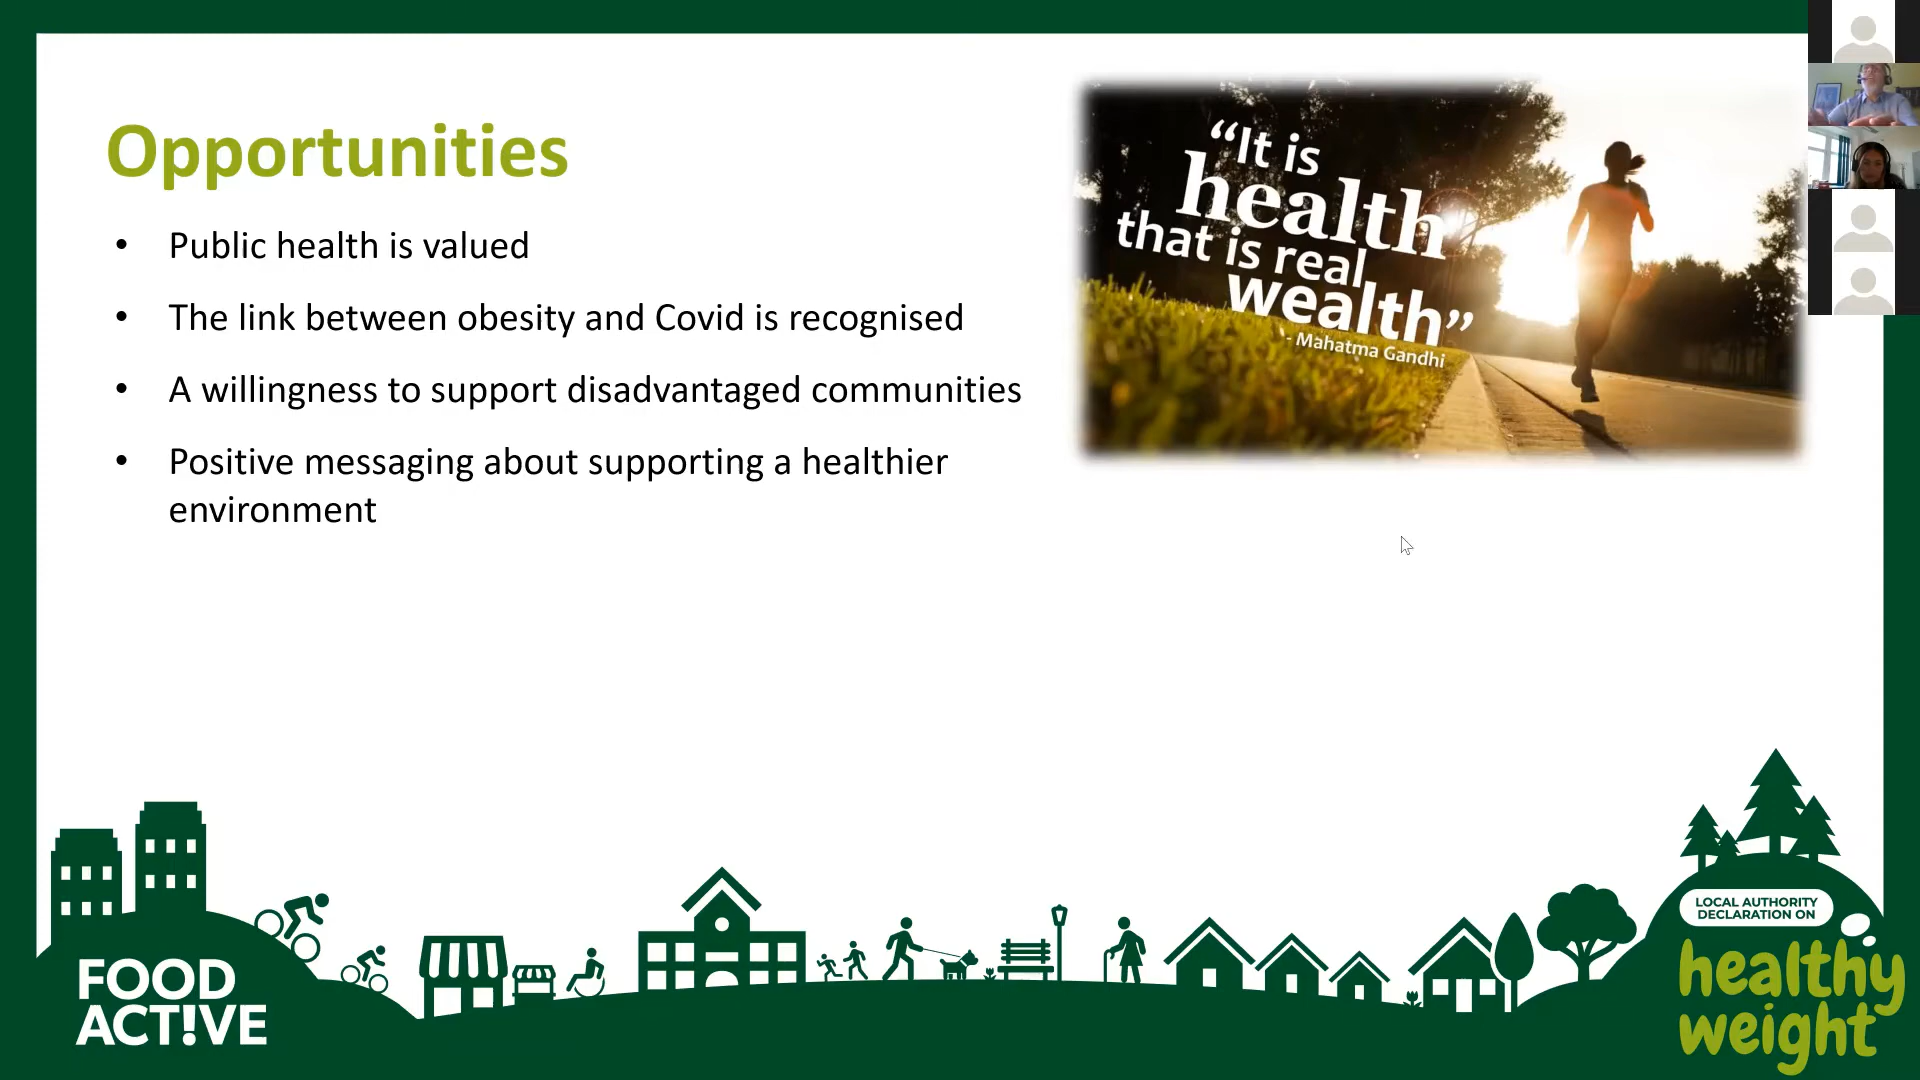 Opportunities
• Public health is valued
• The link between obesity and Covid is recognised
• A willingness to support disadvantaged communities
• Positive messaging about supporting a healthier
environment
“It is
health
that is real
wealth”
- Mahatma Gandhi
FOOD
ACT!VE
LOCAL AUTHORITY
DECLARATION ON
healthy
weight